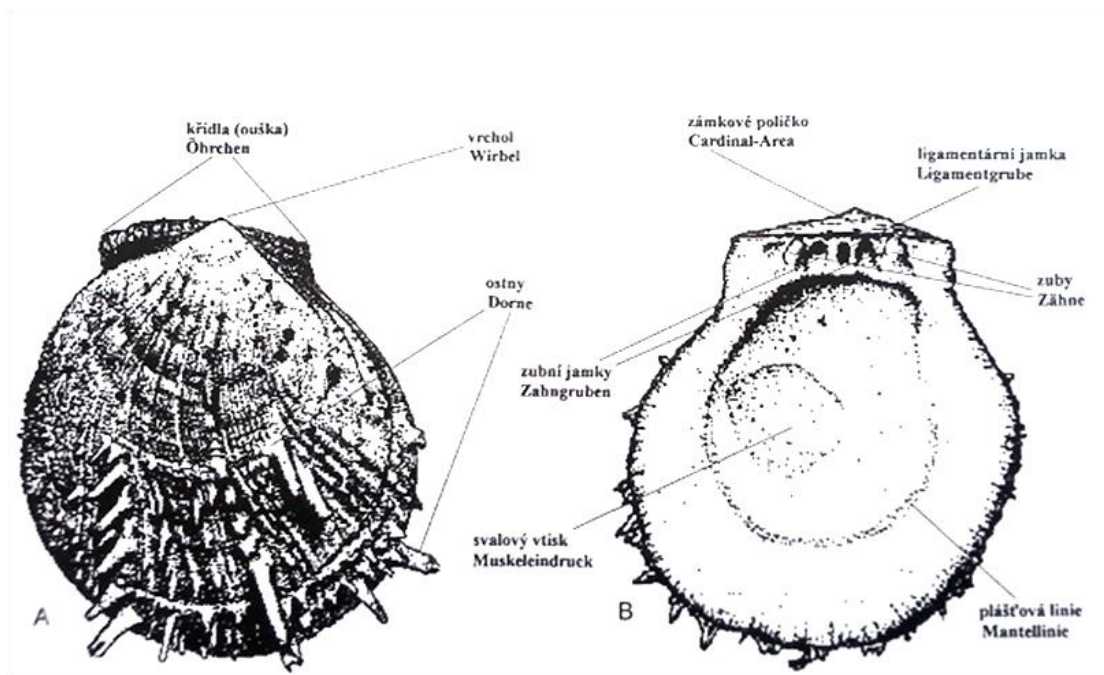 křídla (ouška)
Öhrchen
vrchol
Wirbel
ostny
Dorne
A
zámkové políčko
Cardinal-Area
ligamentární jamka
Ligamentgrube
zuby
Zähne
zubní jamky
Zahngruben
svalový vtisk
Muskeleindruck
plášťová linie
Mantellinie
B